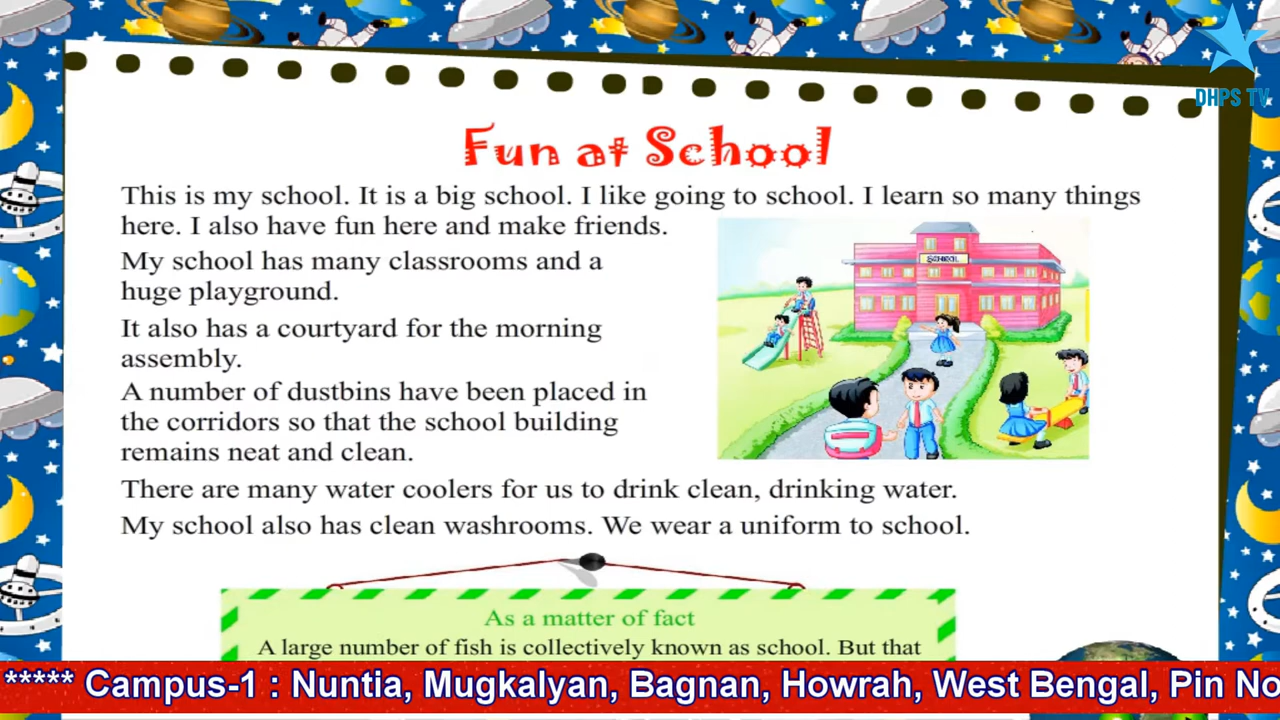 DHPS TV
Fun at School
This is my school. It is a big school. I like going to school. I learn so many things
here. I also have fun here and make friends.
My school has many classrooms and a
huge playground.
SCHOOL
It also has a courtyard for the morning
assembly.
A number of dustbins have been placed in
the corridors so that the school building
remains neat and clean.
There are many water coolers for us to drink clean, drinking water.
My school also has clean washrooms. We wear a uniform to school.
As a matter of fact
A large number of fish is collectively known as school. But that
***** Campus-1 : Nuntia, Mugkalyan, Bagnan, Howrah, West Bengal, Pin No